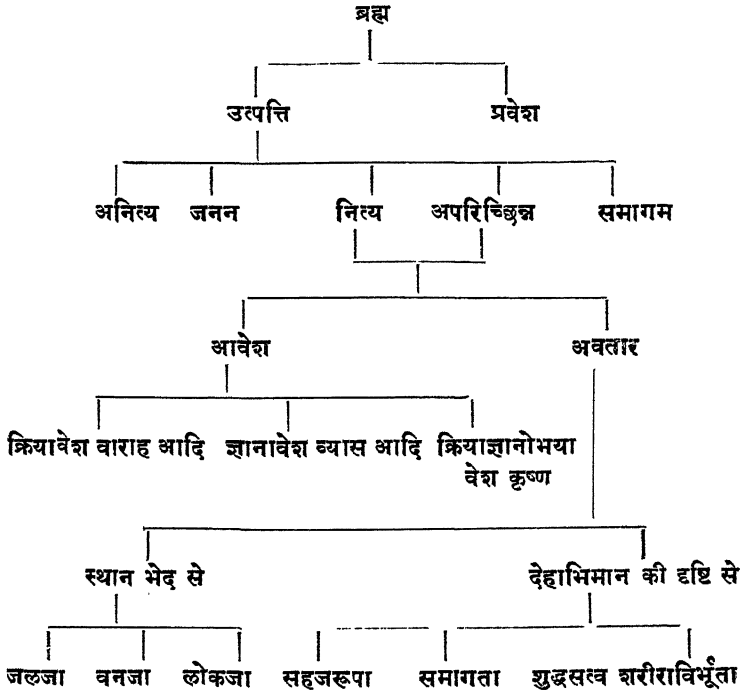 ब्रह्म
उत्पत्ति प्रवेश
अनित्य जनन नित्य अपरिच्छिन्न समागम
आवेश अवतार
क्रियावेश वाराह आदि ज्ञानावेश व्यास आदि क्रियाज्ञानोभया
वेश कृष्ण
स्थान भेद से देहाभिमान की दृष्टि से
जलजा वनजा लोकजा सहजरूपा समागता शुद्धसत्व शरीराविर्भूता